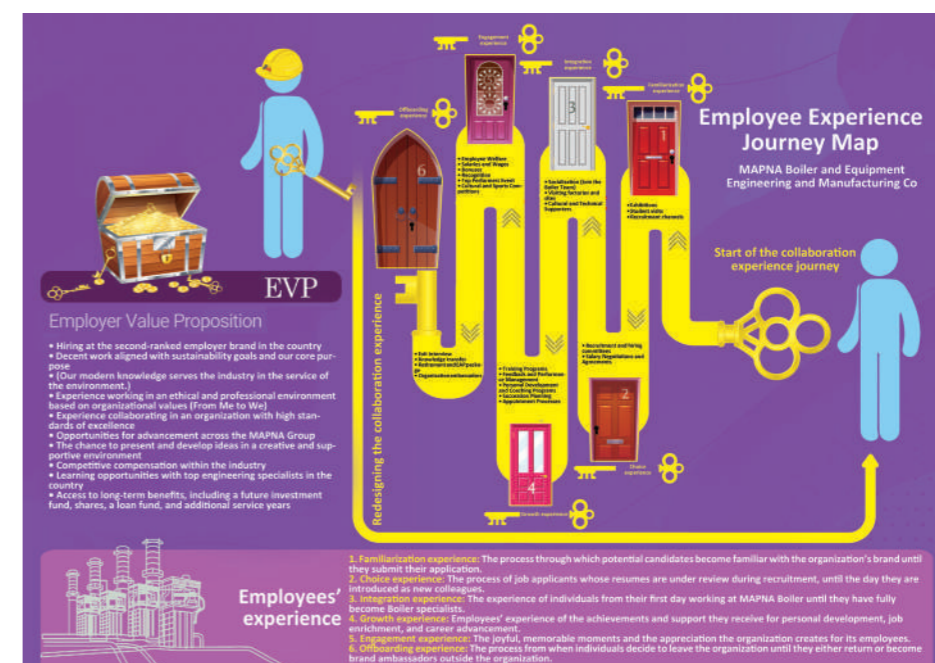 Employee Experience
Journey Map
MAPNA Boiler and Equipment
Engineering and Manufacturing Co
Start of the collaboration
experience journey
Familiarization
experience
1
• Exhibitions
• Student visits
• Recruitment channels
• Recruitment and hiring
committees
• Salary Negotiations and
Agreements
2
Choice
experience
Integration
experience
3
• Socialization (Join the
Boiler Team)
• Visiting factories and
sites
• Cultural and Technical
Supporters
• Training Programs
• Feedback and Performan-
ce Management
• Personal Development
and Coaching Programs
• Succession Planning
• Appointment Processes
4
Growth experience
Engagement
experience
5
• Employee Welfare
• Salaries and Wages
• Bonuses
• Recognition
• Top Performers Event
• Cultural and Sports Com-
petitions
Offboarding
experience
6
• Exit Interview
• Knowledge transfer
• Retirement and
• Organization ambassadors
Redesigning the collaboration experience
EVP
Employer Value Proposition
• Hiring at the second-ranked employer brand in the country
• Decent work aligned with sustainability goals and our core pur-
pose
• (Our modern knowledge serves the industry in the service of
the environment.)
• Experience working in an ethical and professional environment
based on organizational values (From Me to We)
• Experience collaborating in an organization with high stan-
dards of excellence
• Opportunities for advancement across the MAPNA Group
• The chance to present and develop ideas in a creative and sup-
portive environment
• Competitive compensation within the industry
• Learning opportunities with top engineering specialists in the
country
• Access to long-term benefits, including a future investment
fund, shares, a loan fund, and additional service years
Employees'
experience
1. Familiarization experience: The process through which potential candidates become familiar with the organization's brand until
they submit their application.
2. Choice experience: The process of job applicants whose resumes are under review during recruitment, until the day they are
introduced as new colleagues.
3. Integration experience: The experience of individuals from their first day working at MAPNA Boiler until they have fully
become Boiler specialists.
4. Growth experience: Employees' experience of the achievements and support they receive for personal development, job
enrichment, and career advancement.
5. Engagement experience: The joyful, memorable moments and the appreciation the organization creates for its employees.
6. Offboarding experience: The process from when individuals decide to leave the organization until they either return or become
brand ambassadors outside the organization.